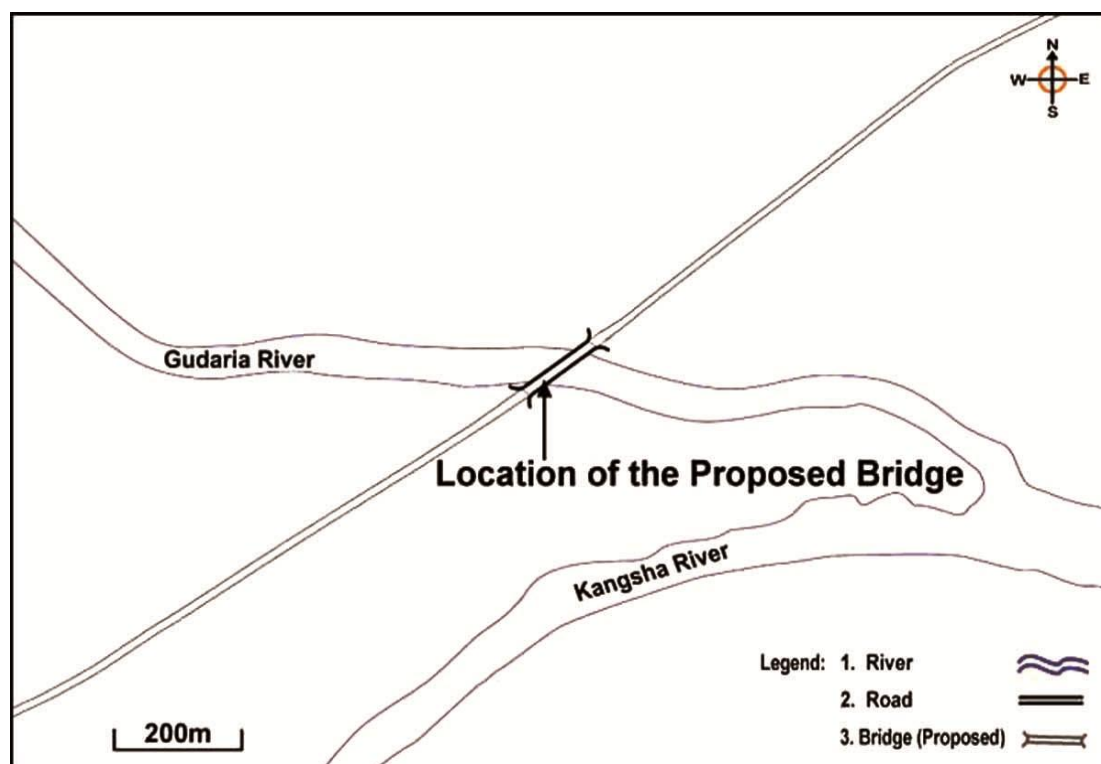 N
W E
S
Gudaria River
Location of the Proposed Bridge
Kangsha River
Legend: 1. River
2. Road
3. Bridge (Proposed)
200m